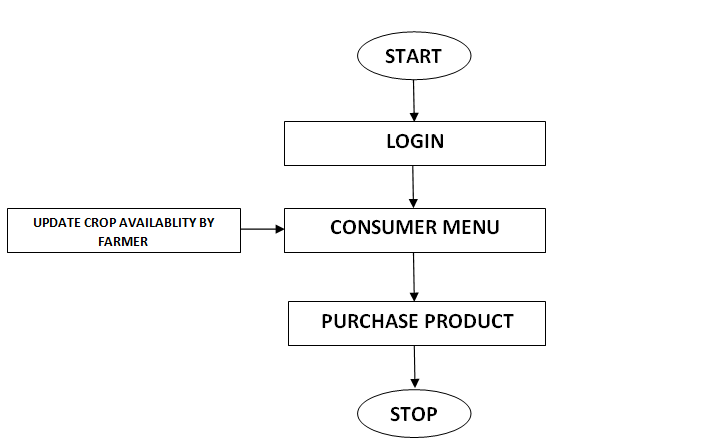 START
LOGIN
UPDATE CROP AVAILABLITY BY
FARMER
CONSUMER MENU
PURCHASE PRODUCT
STOP